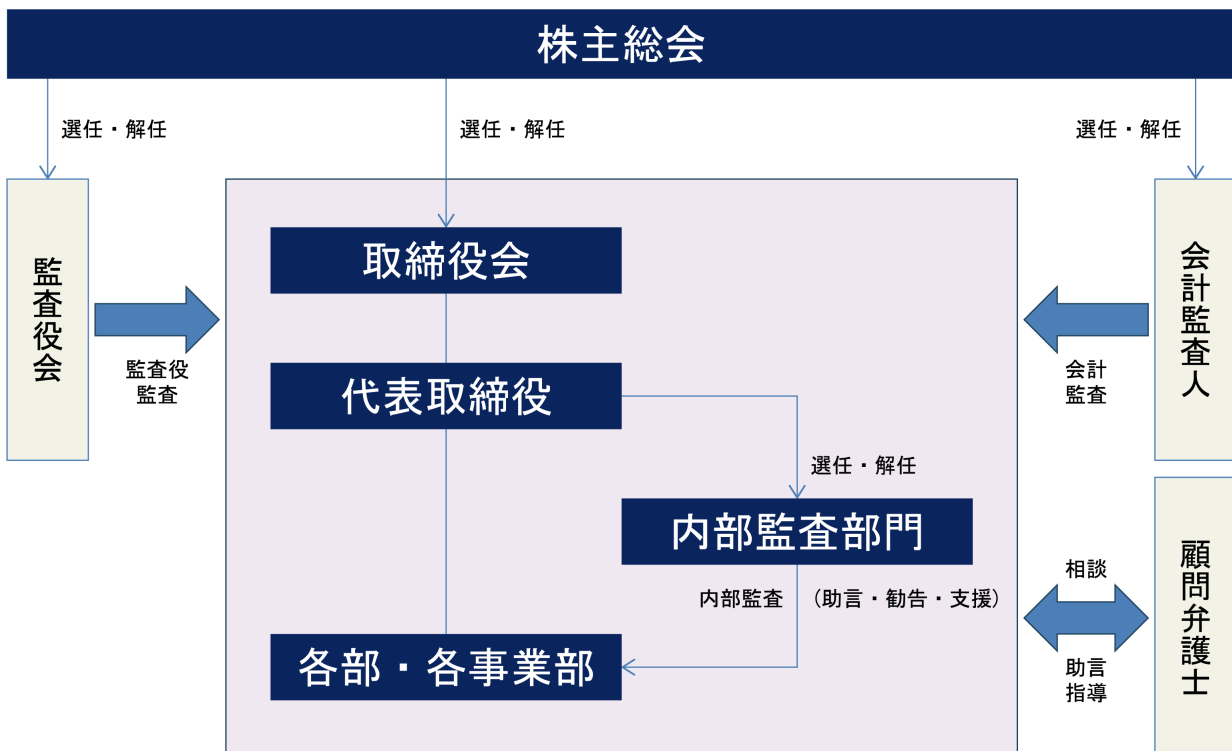 株主総会
選任・解任
選任・解任
選任・解任
監査役会
監査役
監査
取締役会
代表取締役
選任・解任
内部監査部門
内部監査
(助言・勧告・支援)
各部・各事業部
会計監査人
会計
監査
相談
助言
指導
顧問弁護士